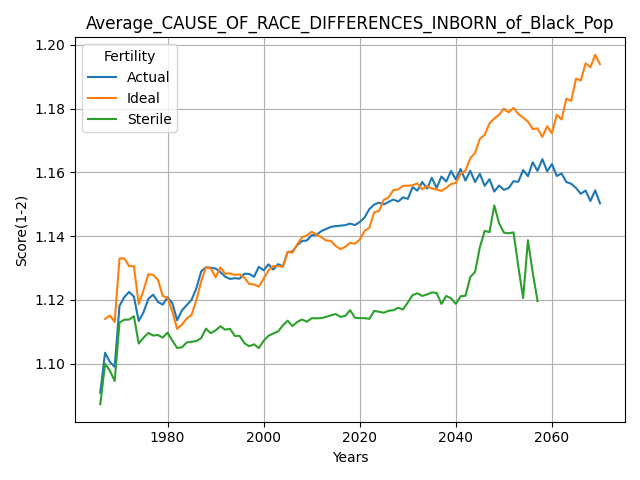 Average_CAUSE_OF_RACE_DIFFERENCES_INBORN_of_Black_Pop
Fertility
Actual
Ideal
Sterile
Score(1-2)
1.20
1.18
1.16
1.14
1.12
1.10
1980 2000 2020 2040 2060
Years